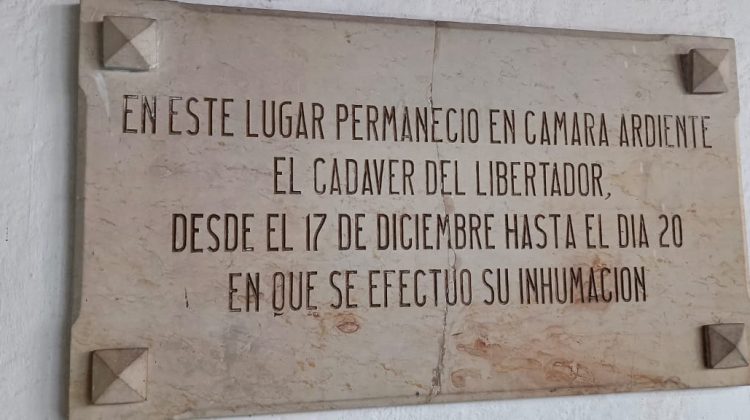 EN ESTE LUGAR PERMANECIO EN CAMARA ARDIENTE
EL CADAVER DEL LIBERTADOR,
DESDE EL 17 DE DICIEMBRE HASTA EL DIA 20
EN QUE SE EFECTUO SU INHUMACION